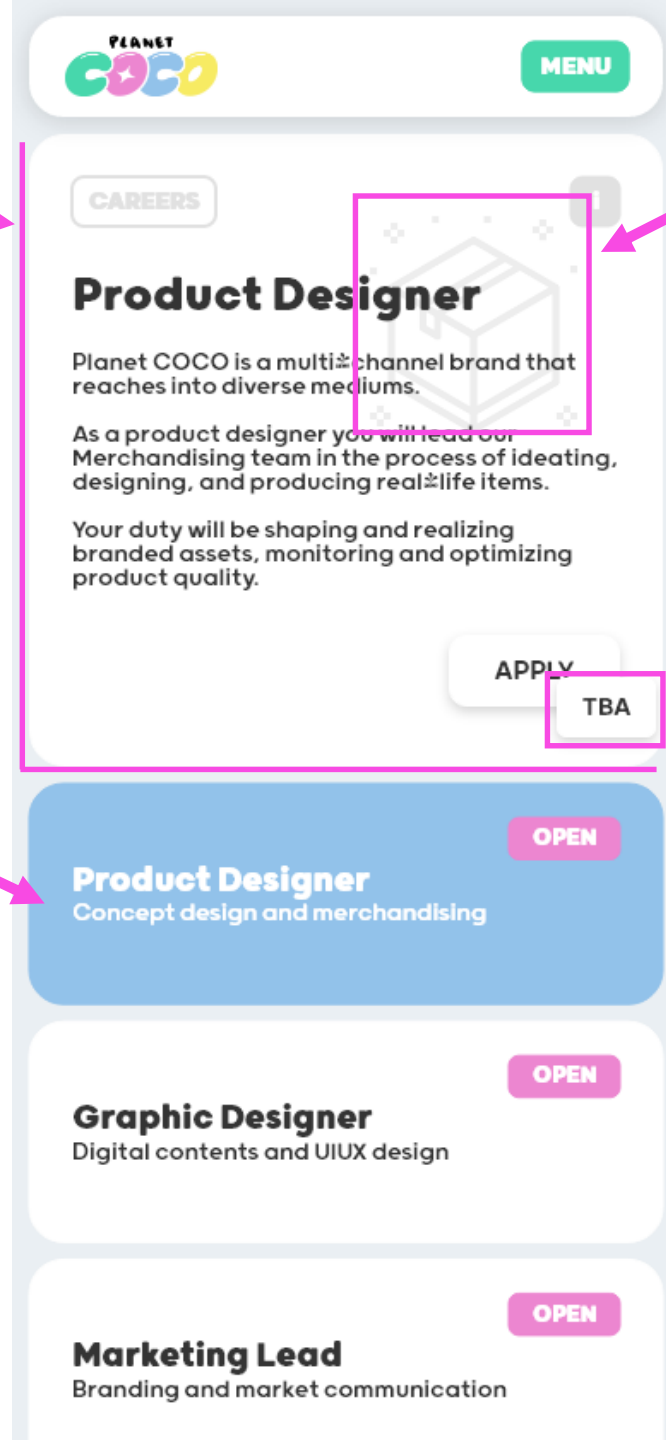 PLANET
COCO
MENU
CAREERS
i
Product Designer
Planet COCO is a multi-channel brand that
reaches into diverse mediums.
As a product designer you will lead our
Merchandising team in the process of ideating,
designing, and producing real-life items.
Your duty will be shaping and realizing
branded assets, monitoring and optimizing
product quality.
APPLY
TBA
OPEN
Product Designer
Concept design and merchandising
OPEN
Graphic Designer
Digital contents and UIUX design
OPEN
Marketing Lead
Branding and market communication